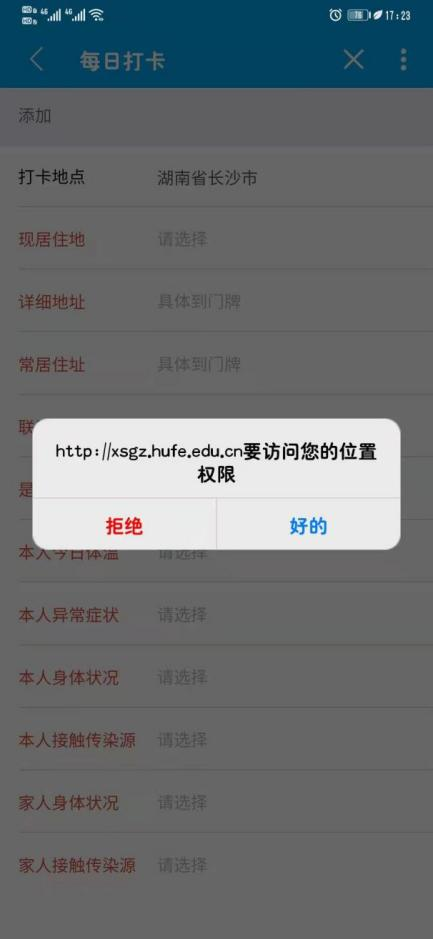 4G 4G 76 17:23
每日打卡
添加
打卡地点 湖南省长沙市
现居住地 请选择
详细地址 具体到门牌
常居住址 具体到门牌
联
http://xsgz.hufe.edu.cn要访问您的位置
权限
是
拒绝 好的
本人今日体温 请选择
本人异常症状 请选择
本人身体状况 请选择
本人接触传染源 请选择
家人身体状况 请选择
家人接触传染源 请选择